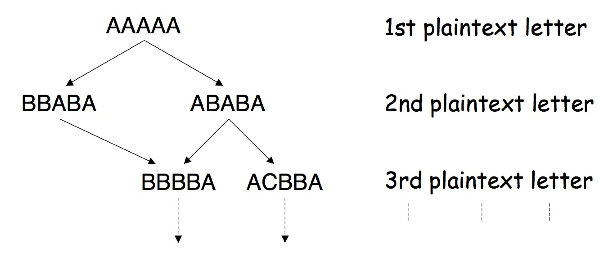 AAAAA 1st plaintext letter
BBABA ABABA 2nd plaintext letter
BBBBA ACBBA 3rd plaintext letter